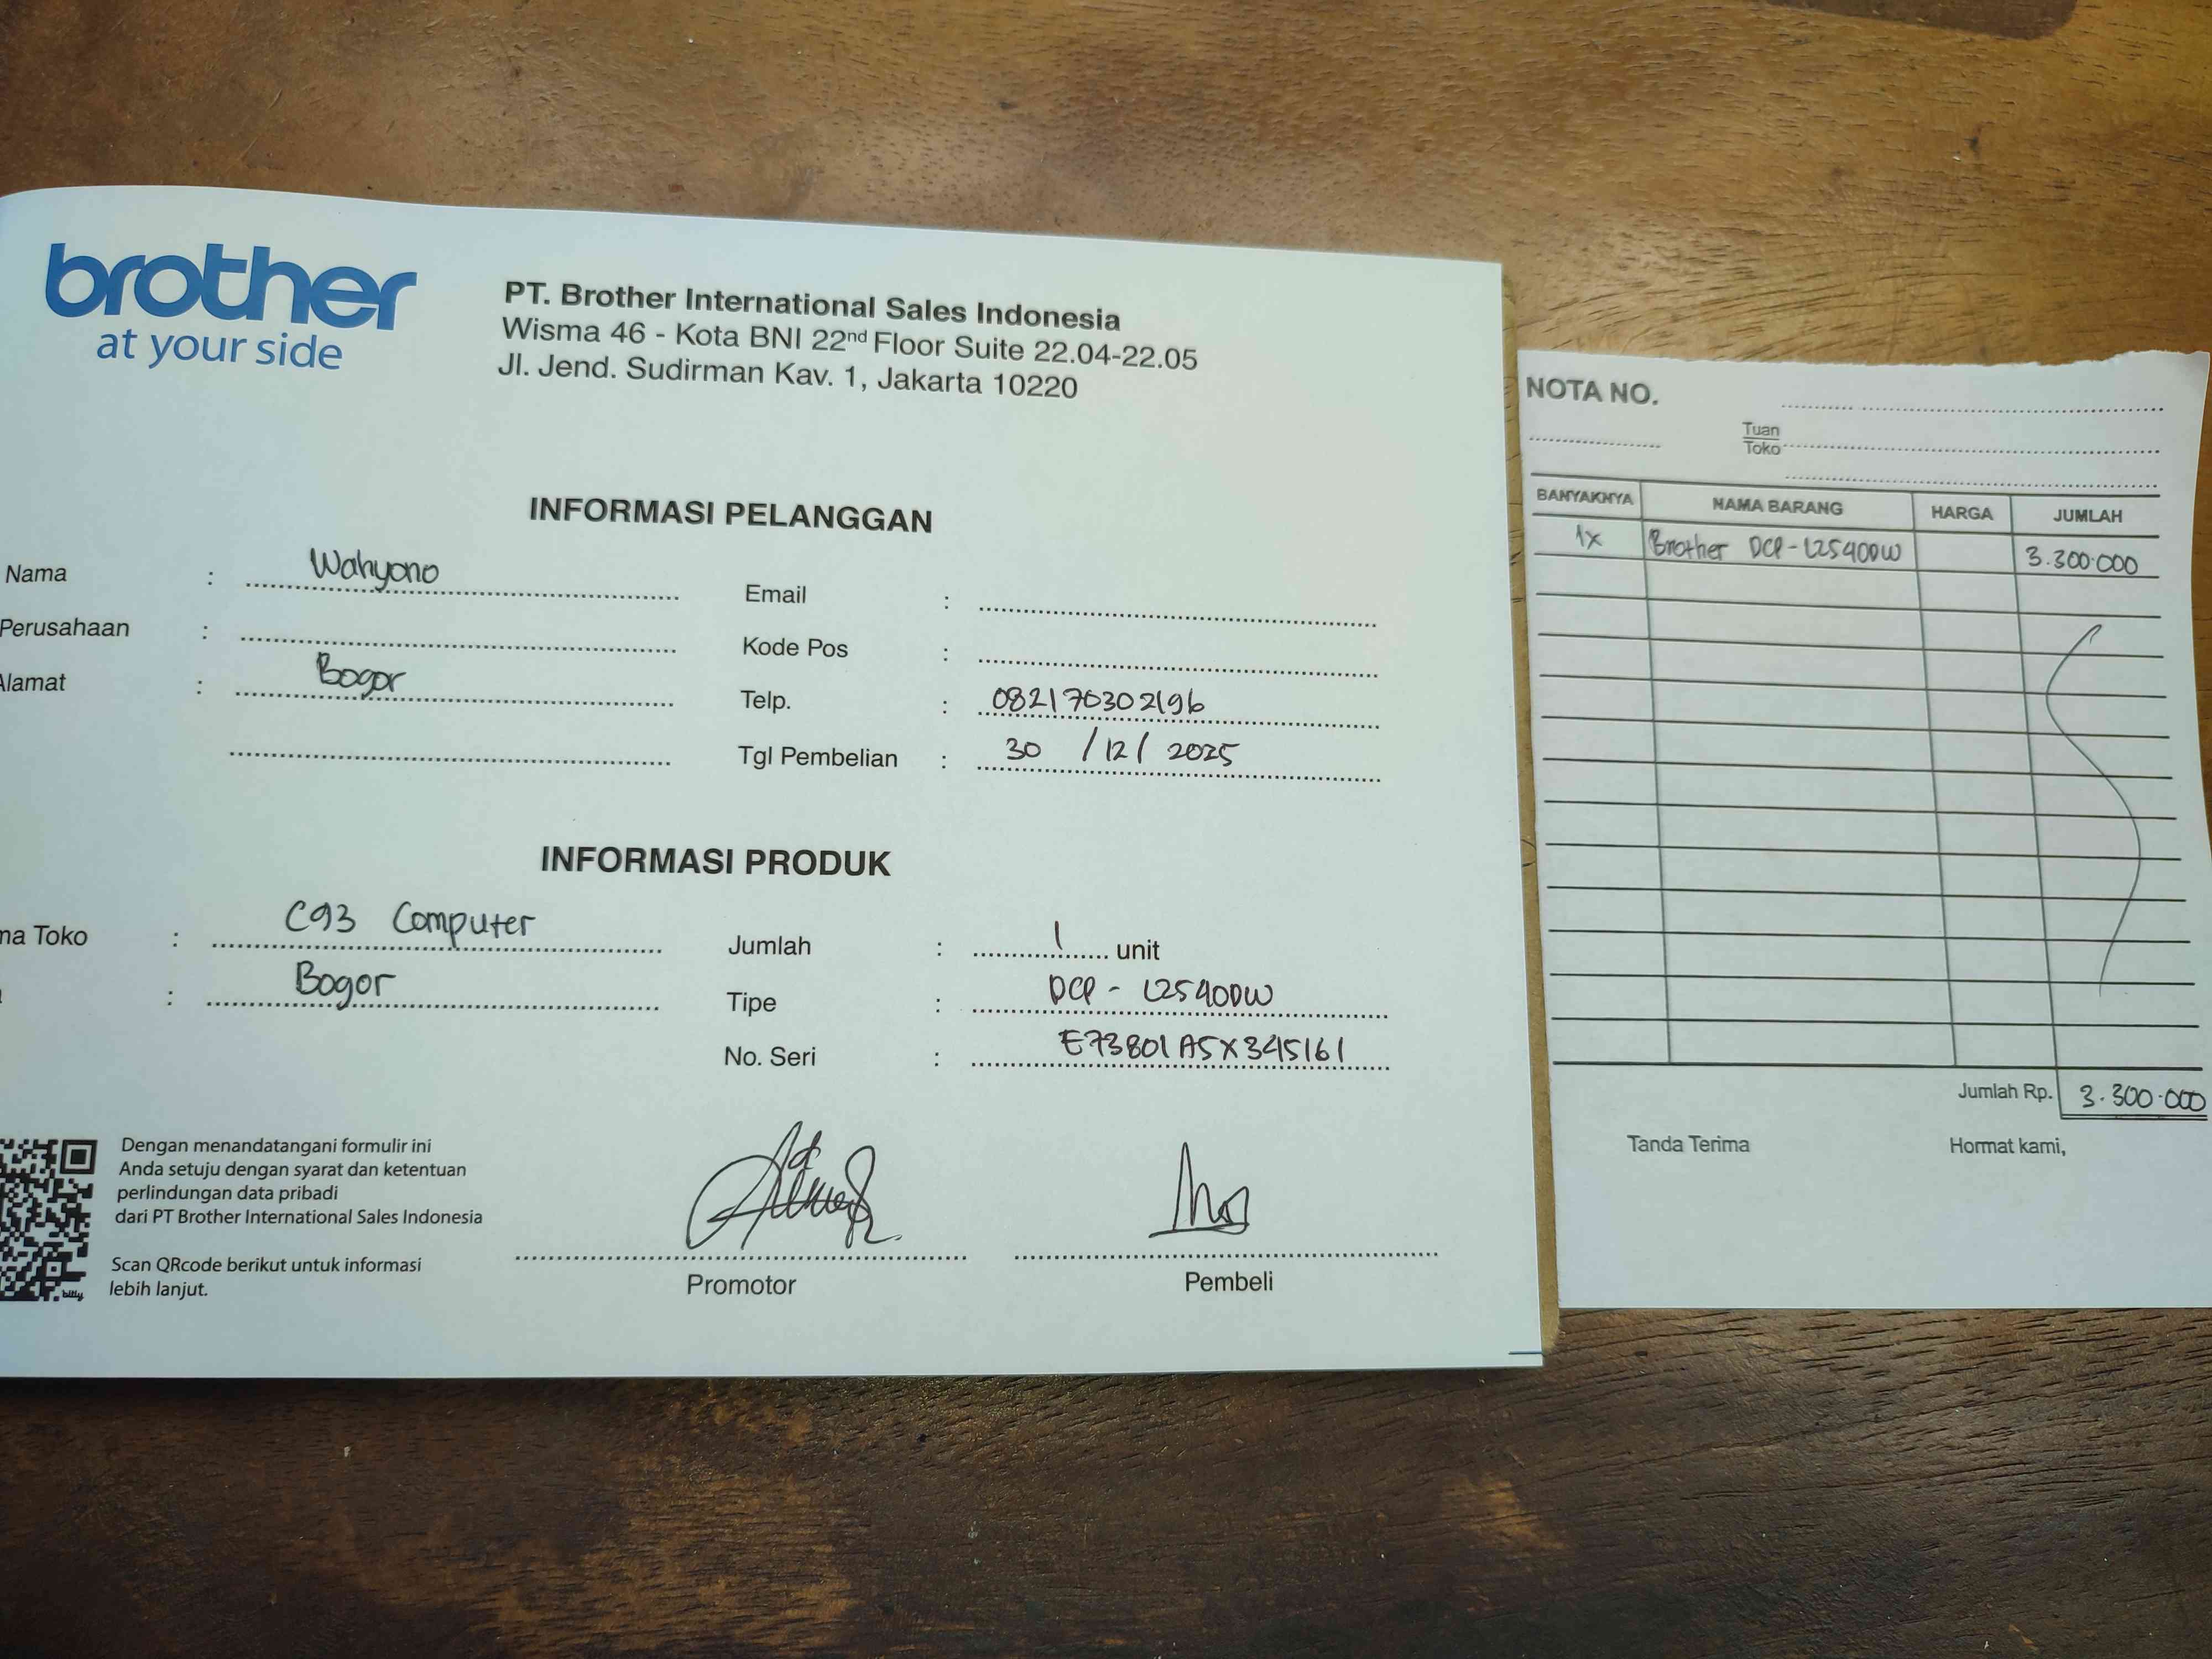 brother
at your side
PT. Brother International Sales Indonesia
Wisma 46 - Kota BNI 22nd Floor Suite 22.04-22.05
Jl. Jend. Sudirman Kav. 1, Jakarta 10220
INFORMASI PELANGGAN
Nama : Wahyono
Perusahaan :
Alamat : Bogor
Email :
Kode Pos :
Telp. : 082170302196
Tgl Pembelian : 30 / 12 / 2025
INFORMASI PRODUK
ma Toko : C93 Computer
: Bogor
Jumlah : 1 unit
Tipe : DCP - L2540DW
No. Seri : E73801A5X345161
Dengan menandatangani formulir ini
Anda setuju dengan syarat dan ketentuan
perlindungan data pribadi
dari PT Brother International Sales Indonesia
Scan QRcode berikut untuk informasi
lebih lanjut.
bitly
Promotor
Pembeli
NOTA NO.
Tuan
Toko
BANYAKNYA NAMA BARANG HARGA JUMLAH
1x Brother DCP-L2540DW 3.300.000
Jumlah Rp. 3.300.000
Tanda Terima Hormat kami,